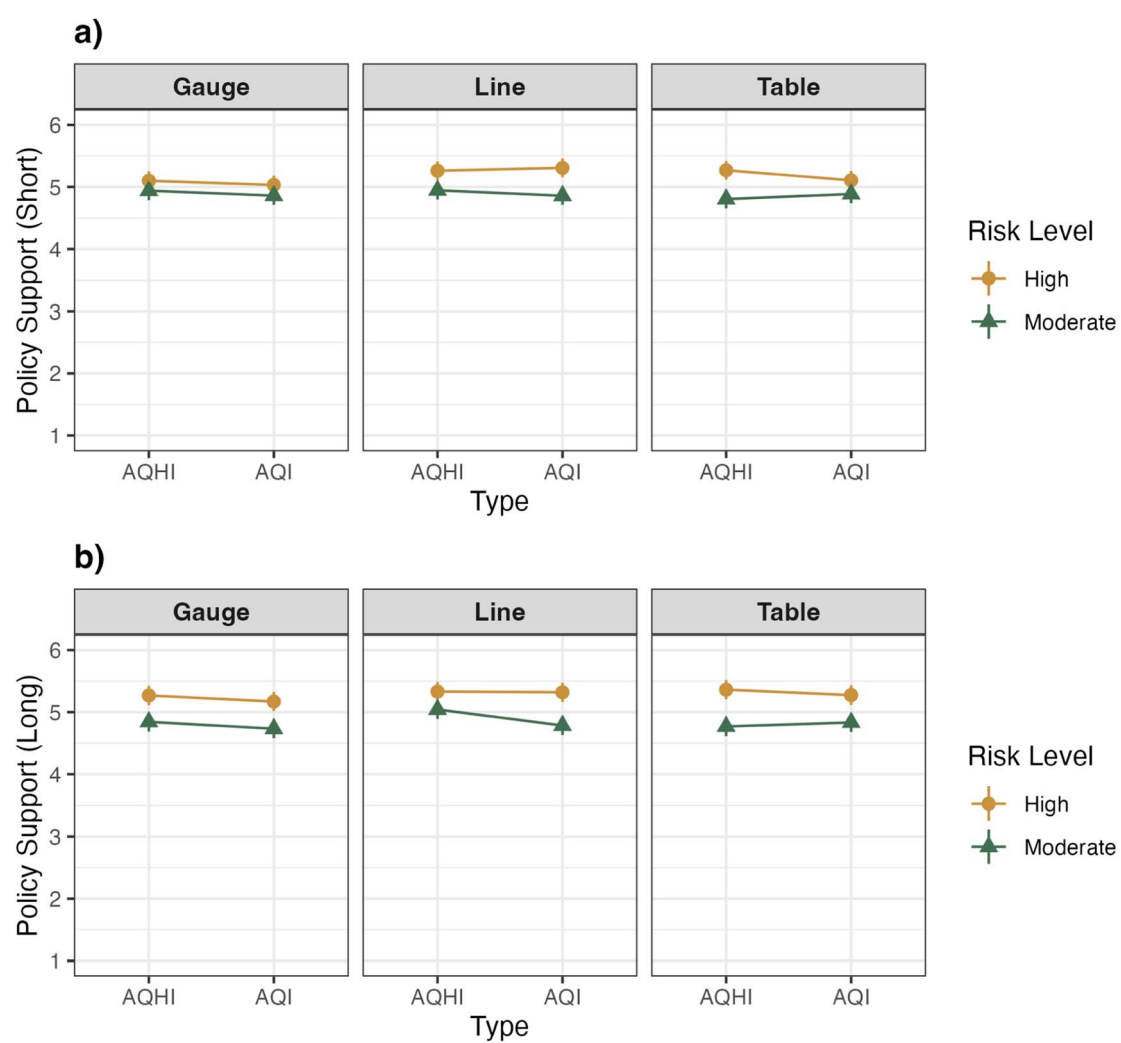 a)
Gauge Line Table
Policy Support (Short)
6
5
4
3
2
1
AQHI AQI AQHI AQI AQHI AQI
Type
Risk Level
High
Moderate
b)
Gauge Line Table
Policy Support (Long)
6
5
4
3
2
1
AQHI AQI AQHI AQI AQHI AQI
Type
Risk Level
High
Moderate